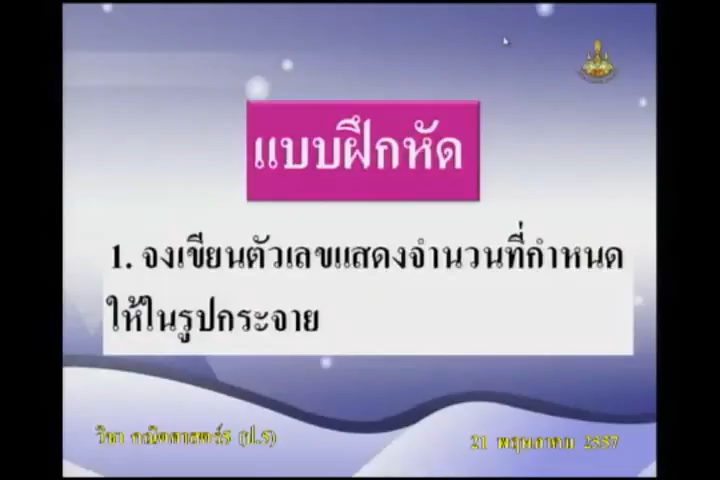 แบบฝึกหัด
1. จงเขียนตัวเลขแสดงจำนวนที่กำหนด
ให้ในรูปกระจาย
วิชา คณิตศาสตร์5 (ป.5)
21 พฤษภาคม 2557